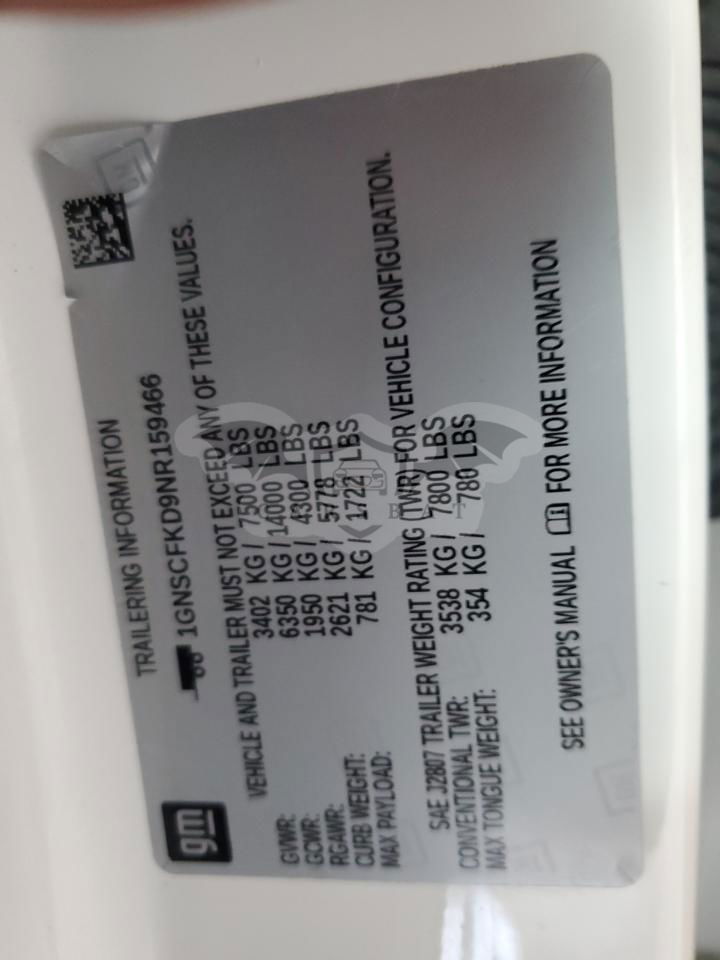 TRAILERING INFORMATION
1GNSCFKD9NR159466
gm
VEHICLE AND TRAILER MUST NOT EXCEED ANY OF THESE VALUES.
GVWR: 3402 KG / 7500 LBS
GCWR: 6350 KG / 14000 LBS
RGAWR: 1950 KG / 4300 LBS
CURB WEIGHT: 2621 KG / 5778 LBS
MAX PAYLOAD: 781 KG / 1722 LBS
SAE J2807 TRAILER WEIGHT RATING (TWR) FOR VEHICLE CONFIGURATION.
CONVENTIONAL TWR: 3538 KG / 7800 LBS
MAX TONGUE WEIGHT: 354 KG / 780 LBS
SEE OWNER'S MANUAL FOR MORE INFORMATION